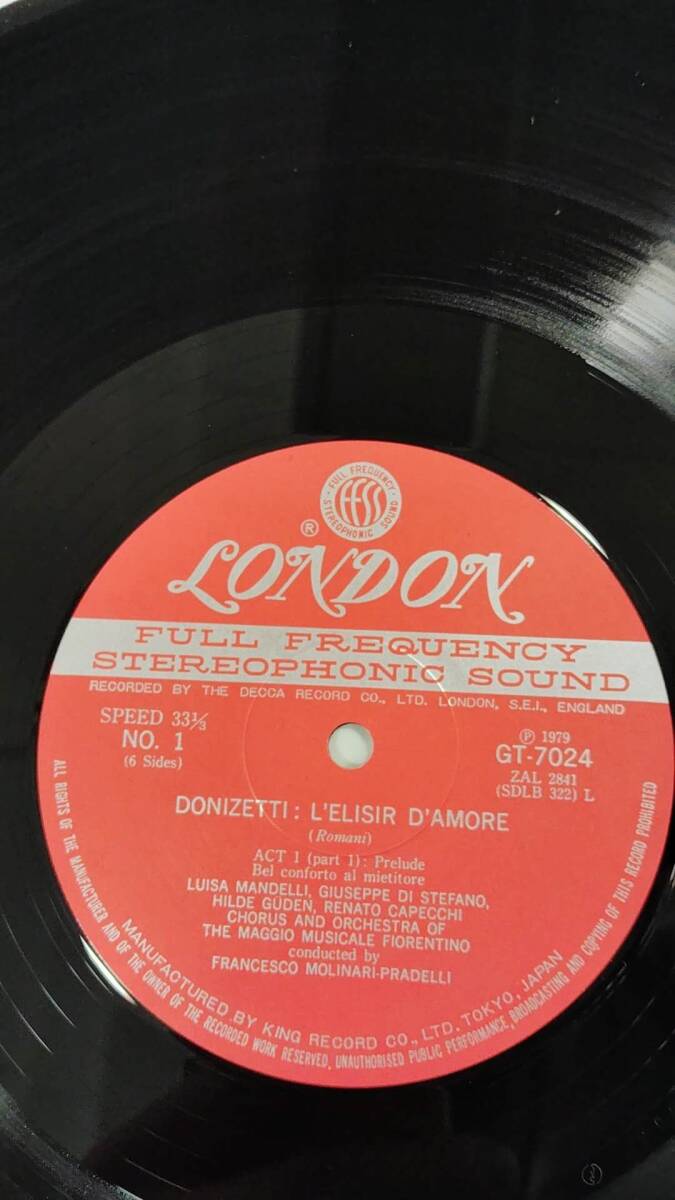 FULL FREQUENCY
FFSS
STEREOPHONIC SOUND
®
LONDON
FULL FREQUENCY
STEREOPHONIC SOUND
RECORDED BY THE DECCA RECORD CO., LTD. LONDON, S.E.I., ENGLAND
SPEED 33⅓
NO. 1
(6 Sides)
Ⓟ 1979
GT-7024
ZAL 2841
(SDLB 322) L
DONIZETTI: L'ELISIR D'AMORE
(Romani)
ACT 1 (part 1): Prelude
Bel conforto al mietitore
LUISA MANDELLI, GIUSEPPE DI STEFANO,
HILDE GÜDEN, RENATO CAPECCHI
CHORUS AND ORCHESTRA OF
THE MAGGIO MUSICALE FIORENTINO
conducted by
FRANCESCO MOLINARI-PRADELLI
MANUFACTURED BY KING RECORD CO., LTD. TOKYO, JAPAN
ALL RIGHTS OF THE MANUFACTURER AND OF THE OWNER OF THE RECORDED WORK RESERVED, UNAUTHORISED PUBLIC PERFORMANCE, BROADCASTING AND COPYING OF THIS RECORD PROHIBITED